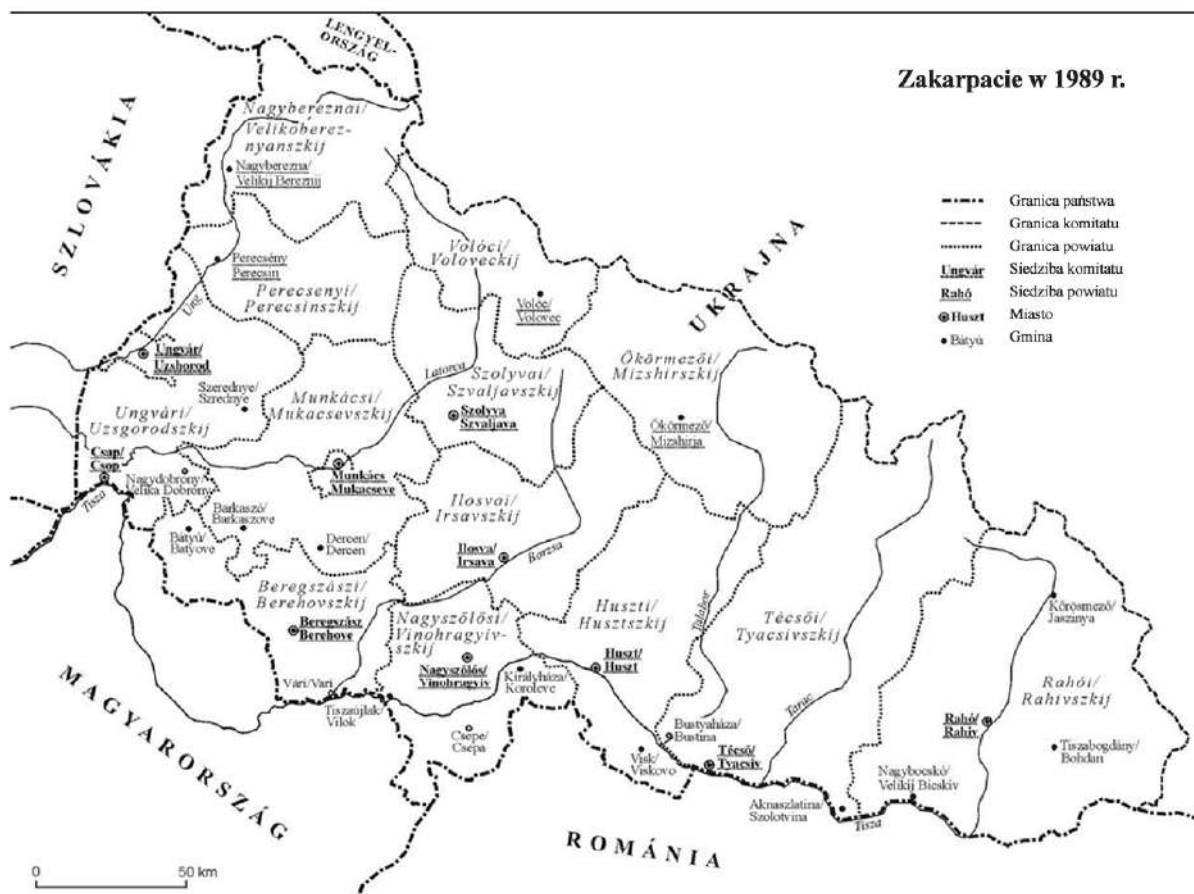 LENGYEL-
ORSZÁG
Zakarpacie w 1989 r.
SZLOVÁKIA
Nagybereznai/
Velikóberez-
nyanszkij
Nagyberezna/
Velikij Bereznij
Granica państwa
Granica komitatu
Granica powiatu
Ungvár Siedziba komitatu
Rahó Siedziba powiatu
Huszt Miasto
Bátyú Gmina
UKRAJNA
Volóci/
Voloveckij
Perecsény
Perecsin
Perecsenyi/
Perecsinszkij
Ung
Volóc/
Volovec
Ungvár/
Uzshorod
Latorca
Ökörmezői/
Mizshirszkij
Szolyvai/
Szvaljavszkij
Szerednye/
Szrednye
Munkácsi/
Mukacsevszkij
Szolyva
Szvaljava
Ökörmező/
Mizshirja
Ungvári/
Uzsgorodszkij
Csap/
Csop
Munkács
Mukacseve
Nagydobrony/
Velika Dobrony
Tisza
Ilosvai/
Irsavszkij
Barkaszó/
Barkaszove
Bátyú/
Batyove
Dercen/
Dercen
Ilosva/
Irsava
Borzsa
Beregszászi/
Berehovszkij
Nagyszőlősi/
Vinohragyiv-
szkij
Huszti/
Husztszkij
Talabor
Técsői/
Tyacsivszkij
Kőrösmező/
Jaszinya
Beregszász
Berehove
Nagyszőlős/
Vinohragyiv
Huszt/
Huszt
Királyháza/
Koroleve
Rahói/
Rahivszkij
Vári/Vari
Tiszaújlak/
Vilok
Tarac
Rahó/
Rahiv
MAGYARORSZÁG
Csepe/
Csepa
Bustyaháza/
Bustina
Visk/
Viskovo
Técső/
Tyacsiv
Tiszabogdány/
Bohdan
Nagybocskó/
Velikij Bicskiv
Aknaszlatina/
Szolotvina
Tisza
ROMÁNIA
0 50 km